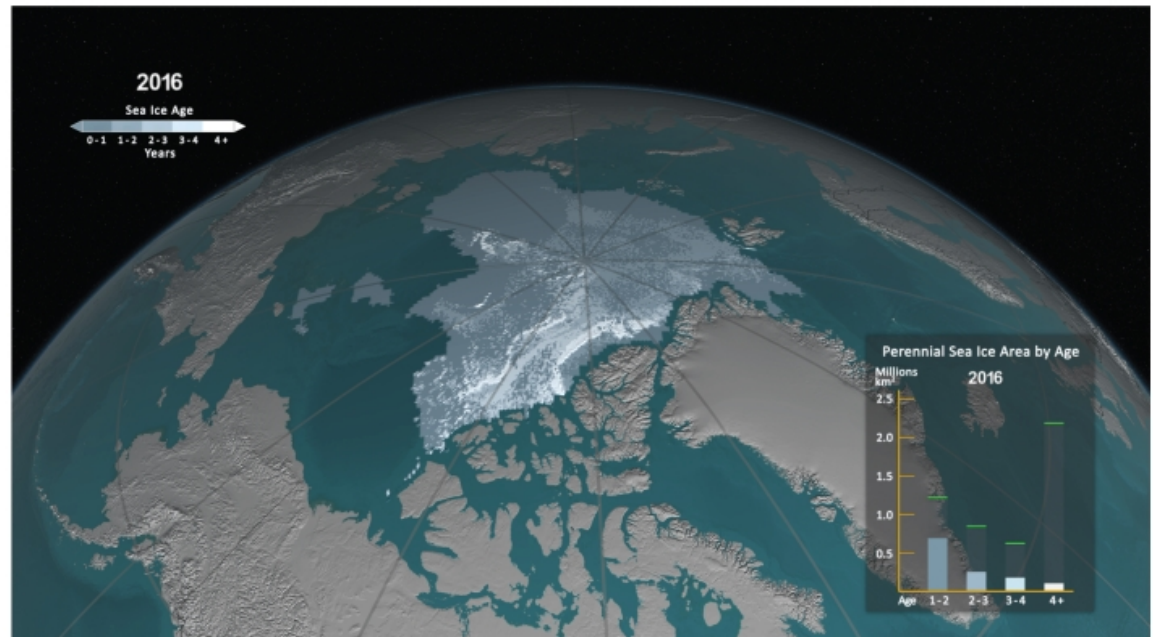 2016
Sea Ice Age
0-1 1-2 2-3 3-4 4+
Years
Perennial Sea Ice Area by Age
Millions
km²
2016
2.5
2.0
1.5
1.0
0.5
Age 1-2 2-3 3-4 4+